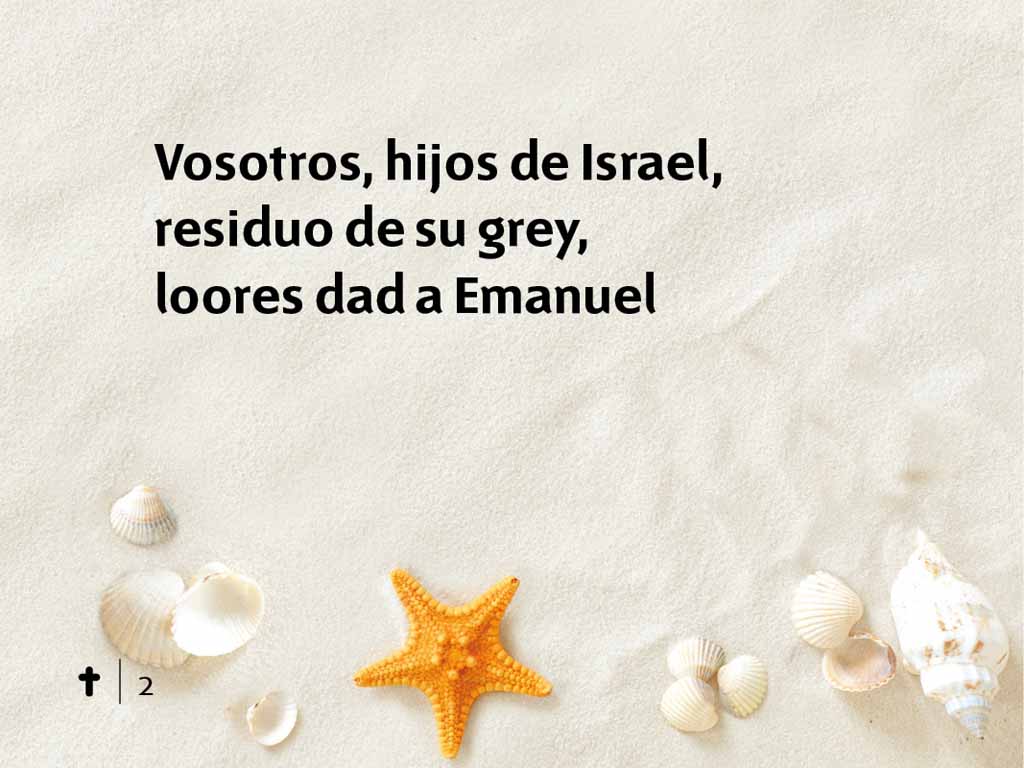 Vosotros, hijos de Israel,
residuo de su grey,
loores dad a Emanuel
2